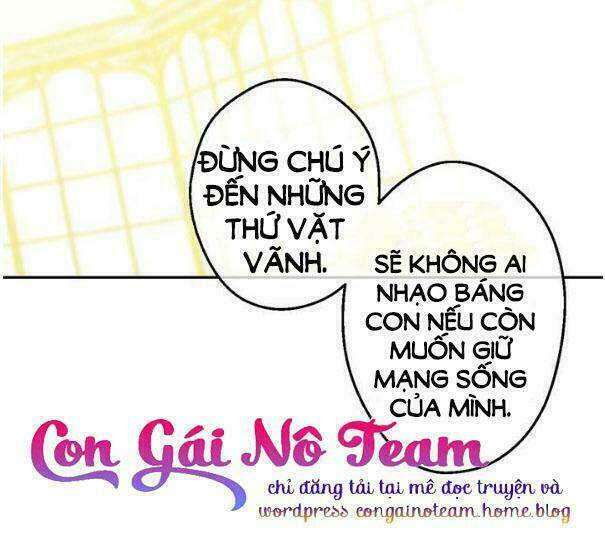 ĐỪNG CHÚ Ý
ĐẾN NHỮNG
THỨ VẶT
VÃNH.
SẼ KHÔNG AI
NHẠO BÁNG
CON NẾU CÒN
MUỐN GIỮ
MẠNG SỐNG
CỦA MÌNH.
Con Gái Nô Team
chỉ đăng tải tại mê đọc truyện và
wordpress congainoteam.home.blog